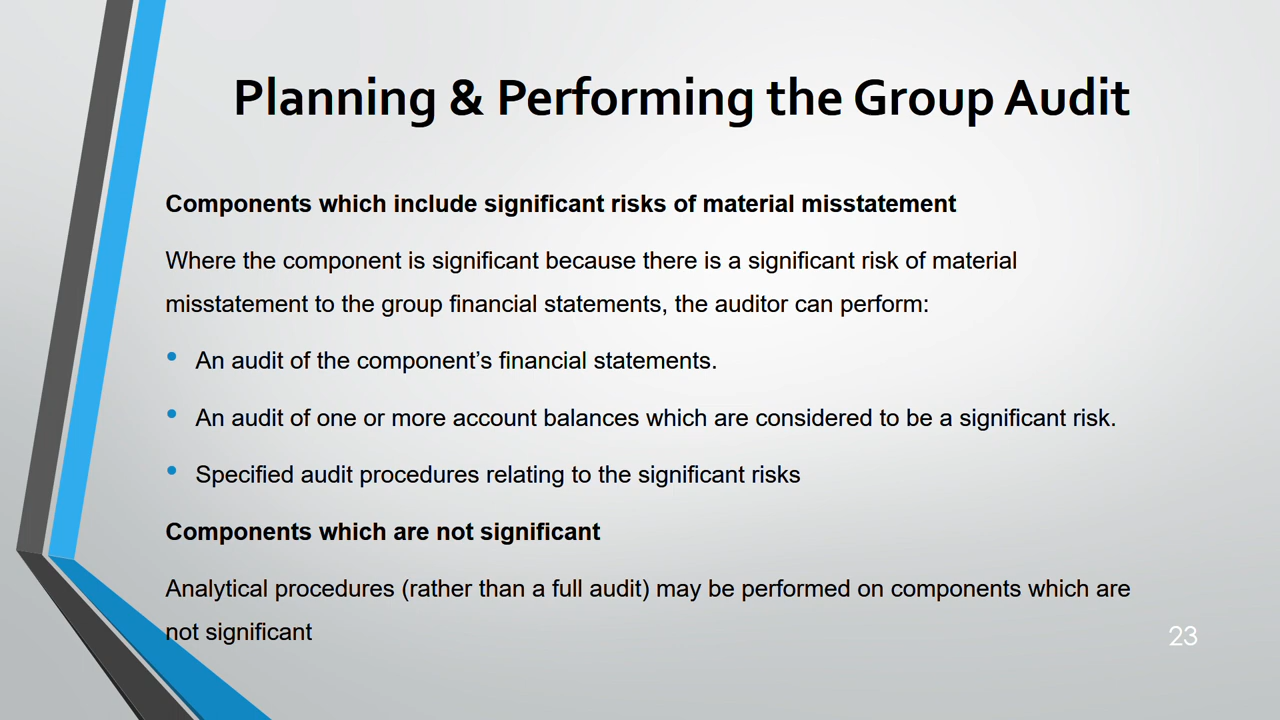 Planning & Performing the Group Audit
Components which include significant risks of material misstatement
Where the component is significant because there is a significant risk of material
misstatement to the group financial statements, the auditor can perform:
• An audit of the component’s financial statements.
• An audit of one or more account balances which are considered to be a significant risk.
• Specified audit procedures relating to the significant risks
Components which are not significant
Analytical procedures (rather than a full audit) may be performed on components which are
not significant
23